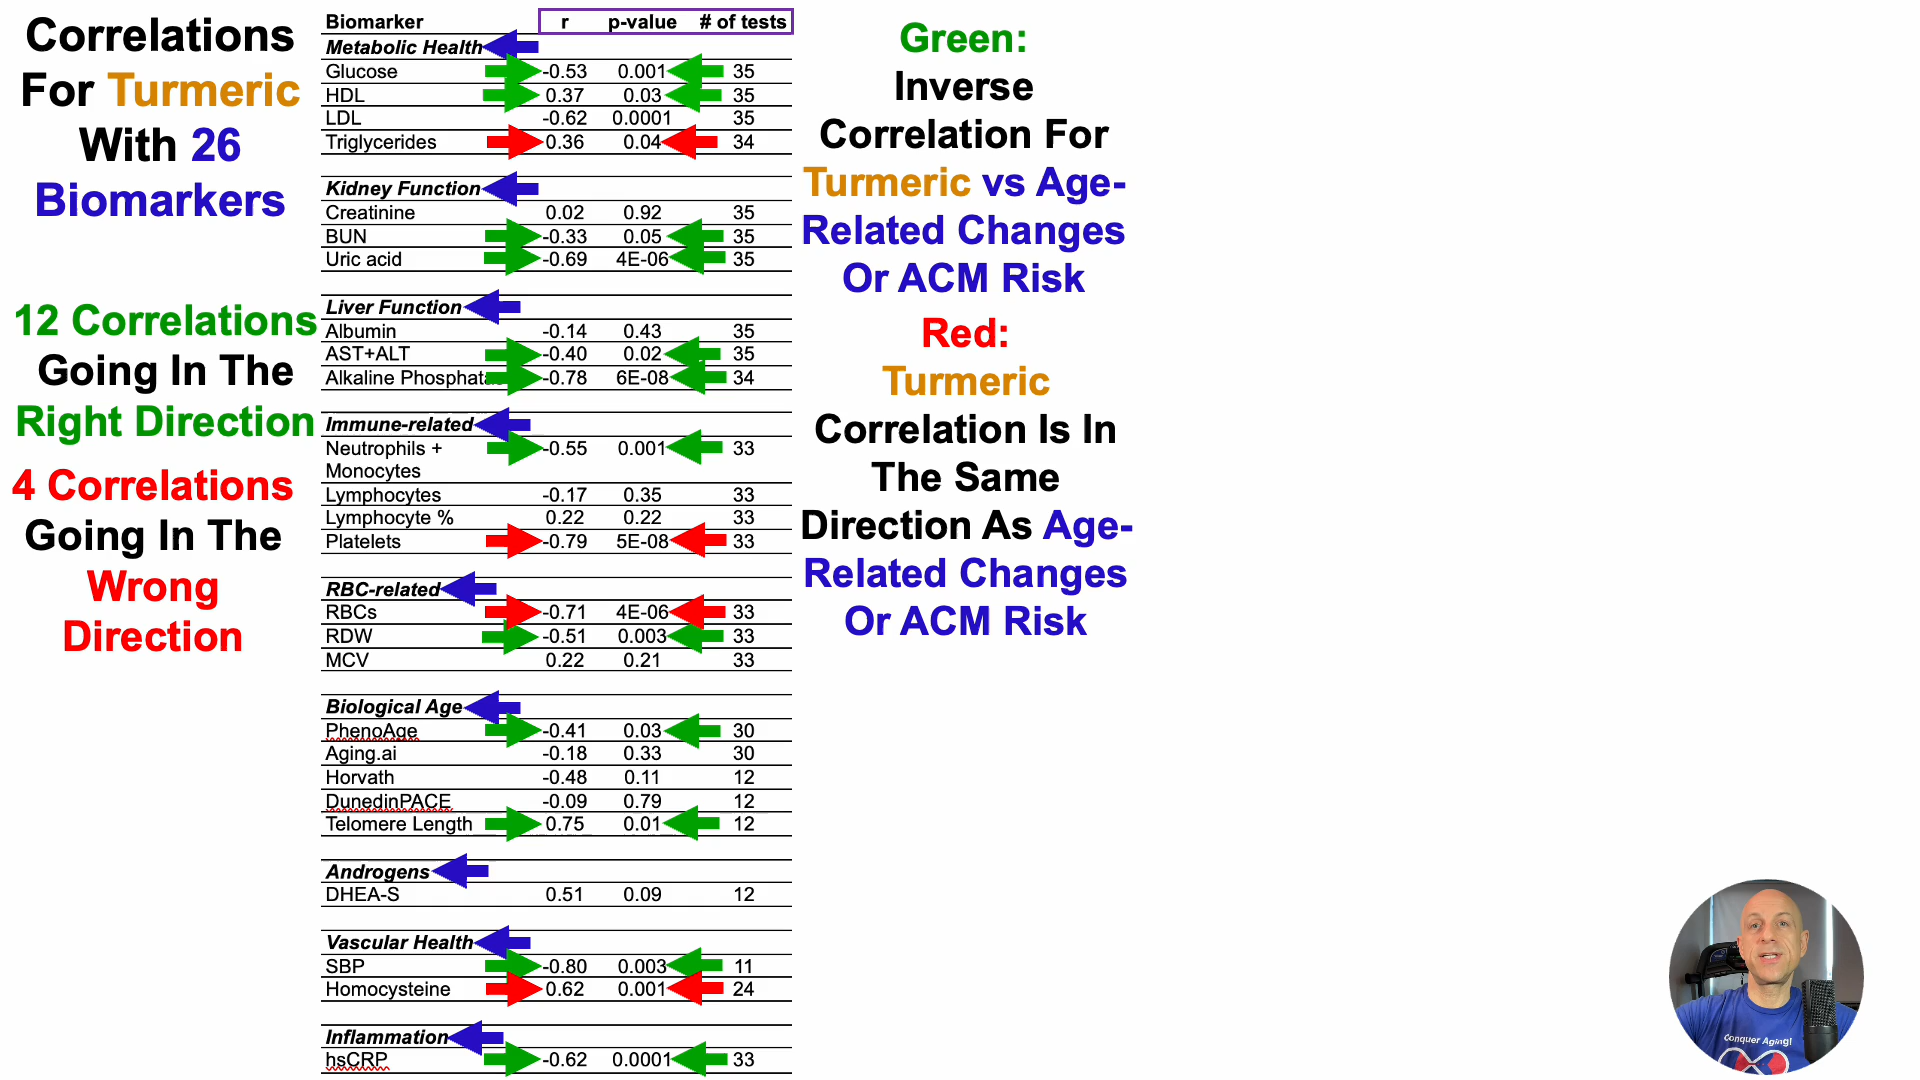 Correlations
For Turmeric
With 26
Biomarkers
12 Correlations
Going In The
Right Direction
4 Correlations
Going In The
Wrong
Direction
Biomarker r p-value # of tests
Metabolic Health
Glucose -0.53 0.001 35
HDL 0.37 0.03 35
LDL -0.62 0.0001 35
Triglycerides 0.36 0.04 34
Kidney Function
Creatinine 0.02 0.92 35
BUN -0.33 0.05 35
Uric acid -0.69 4E-06 35
Liver Function
Albumin -0.14 0.43 35
AST+ALT -0.40 0.02 35
Alkaline Phosphata -0.78 6E-08 34
Immune-related
Neutrophils + -0.55 0.001 33
Monocytes
Lymphocytes -0.17 0.35 33
Lymphocyte % 0.22 0.22 33
Platelets -0.79 5E-08 33
RBC-related
RBCs -0.71 4E-06 33
RDW -0.51 0.003 33
MCV 0.22 0.21 33
Biological Age
PhenoAge -0.41 0.03 30
Aging.ai -0.18 0.33 30
Horvath -0.48 0.11 12
DunedinPACE -0.09 0.79 12
Telomere Length 0.75 0.01 12
Androgens
DHEA-S 0.51 0.09 12
Vascular Health
SBP -0.80 0.003 11
Homocysteine 0.62 0.001 24
Inflammation
hsCRP -0.62 0.0001 33
Green:
Inverse
Correlation For
Turmeric vs Age-
Related Changes
Or ACM Risk
Red:
Turmeric
Correlation Is In
The Same
Direction As Age-
Related Changes
Or ACM Risk
Conquer Aging!